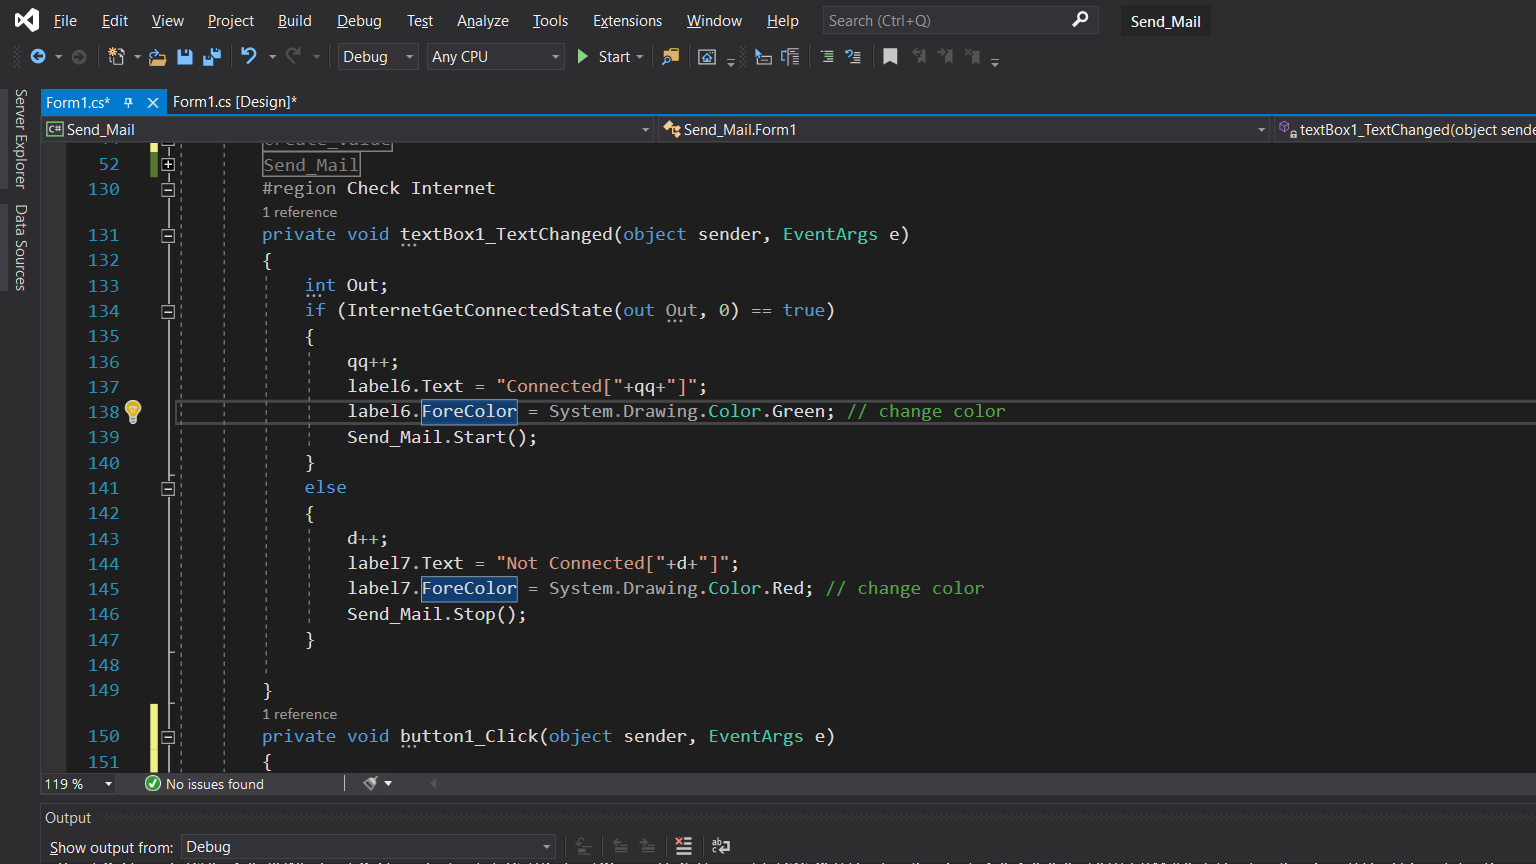 File Edit View Project Build Debug Test Analyze Tools Extensions Window Help Search (Ctrl+Q) Send_Mail
Debug Any CPU Start
Server Explorer
Data Sources
Form1.cs* Form1.cs [Design]*
C# Send_Mail Send_Mail.Form1 textBox1_TextChanged(object sende
Create_Value
52 Send_Mail
130 #region Check Internet
1 reference
131 private void textBox1_TextChanged(object sender, EventArgs e)
132 {
133 int Out;
134 if (InternetGetConnectedState(out Out, 0) == true)
135 {
136 qq++;
137 label6.Text = "Connected["+qq+"]";
138 label6.ForeColor = System.Drawing.Color.Green; // change color
139 Send_Mail.Start();
140 }
141 else
142 {
143 d++;
144 label7.Text = "Not Connected["+d+"]";
145 label7.ForeColor = System.Drawing.Color.Red; // change color
146 Send_Mail.Stop();
147 }
148
149 }
1 reference
150 private void button1_Click(object sender, EventArgs e)
151 {
119 % No issues found
Output
Show output from: Debug